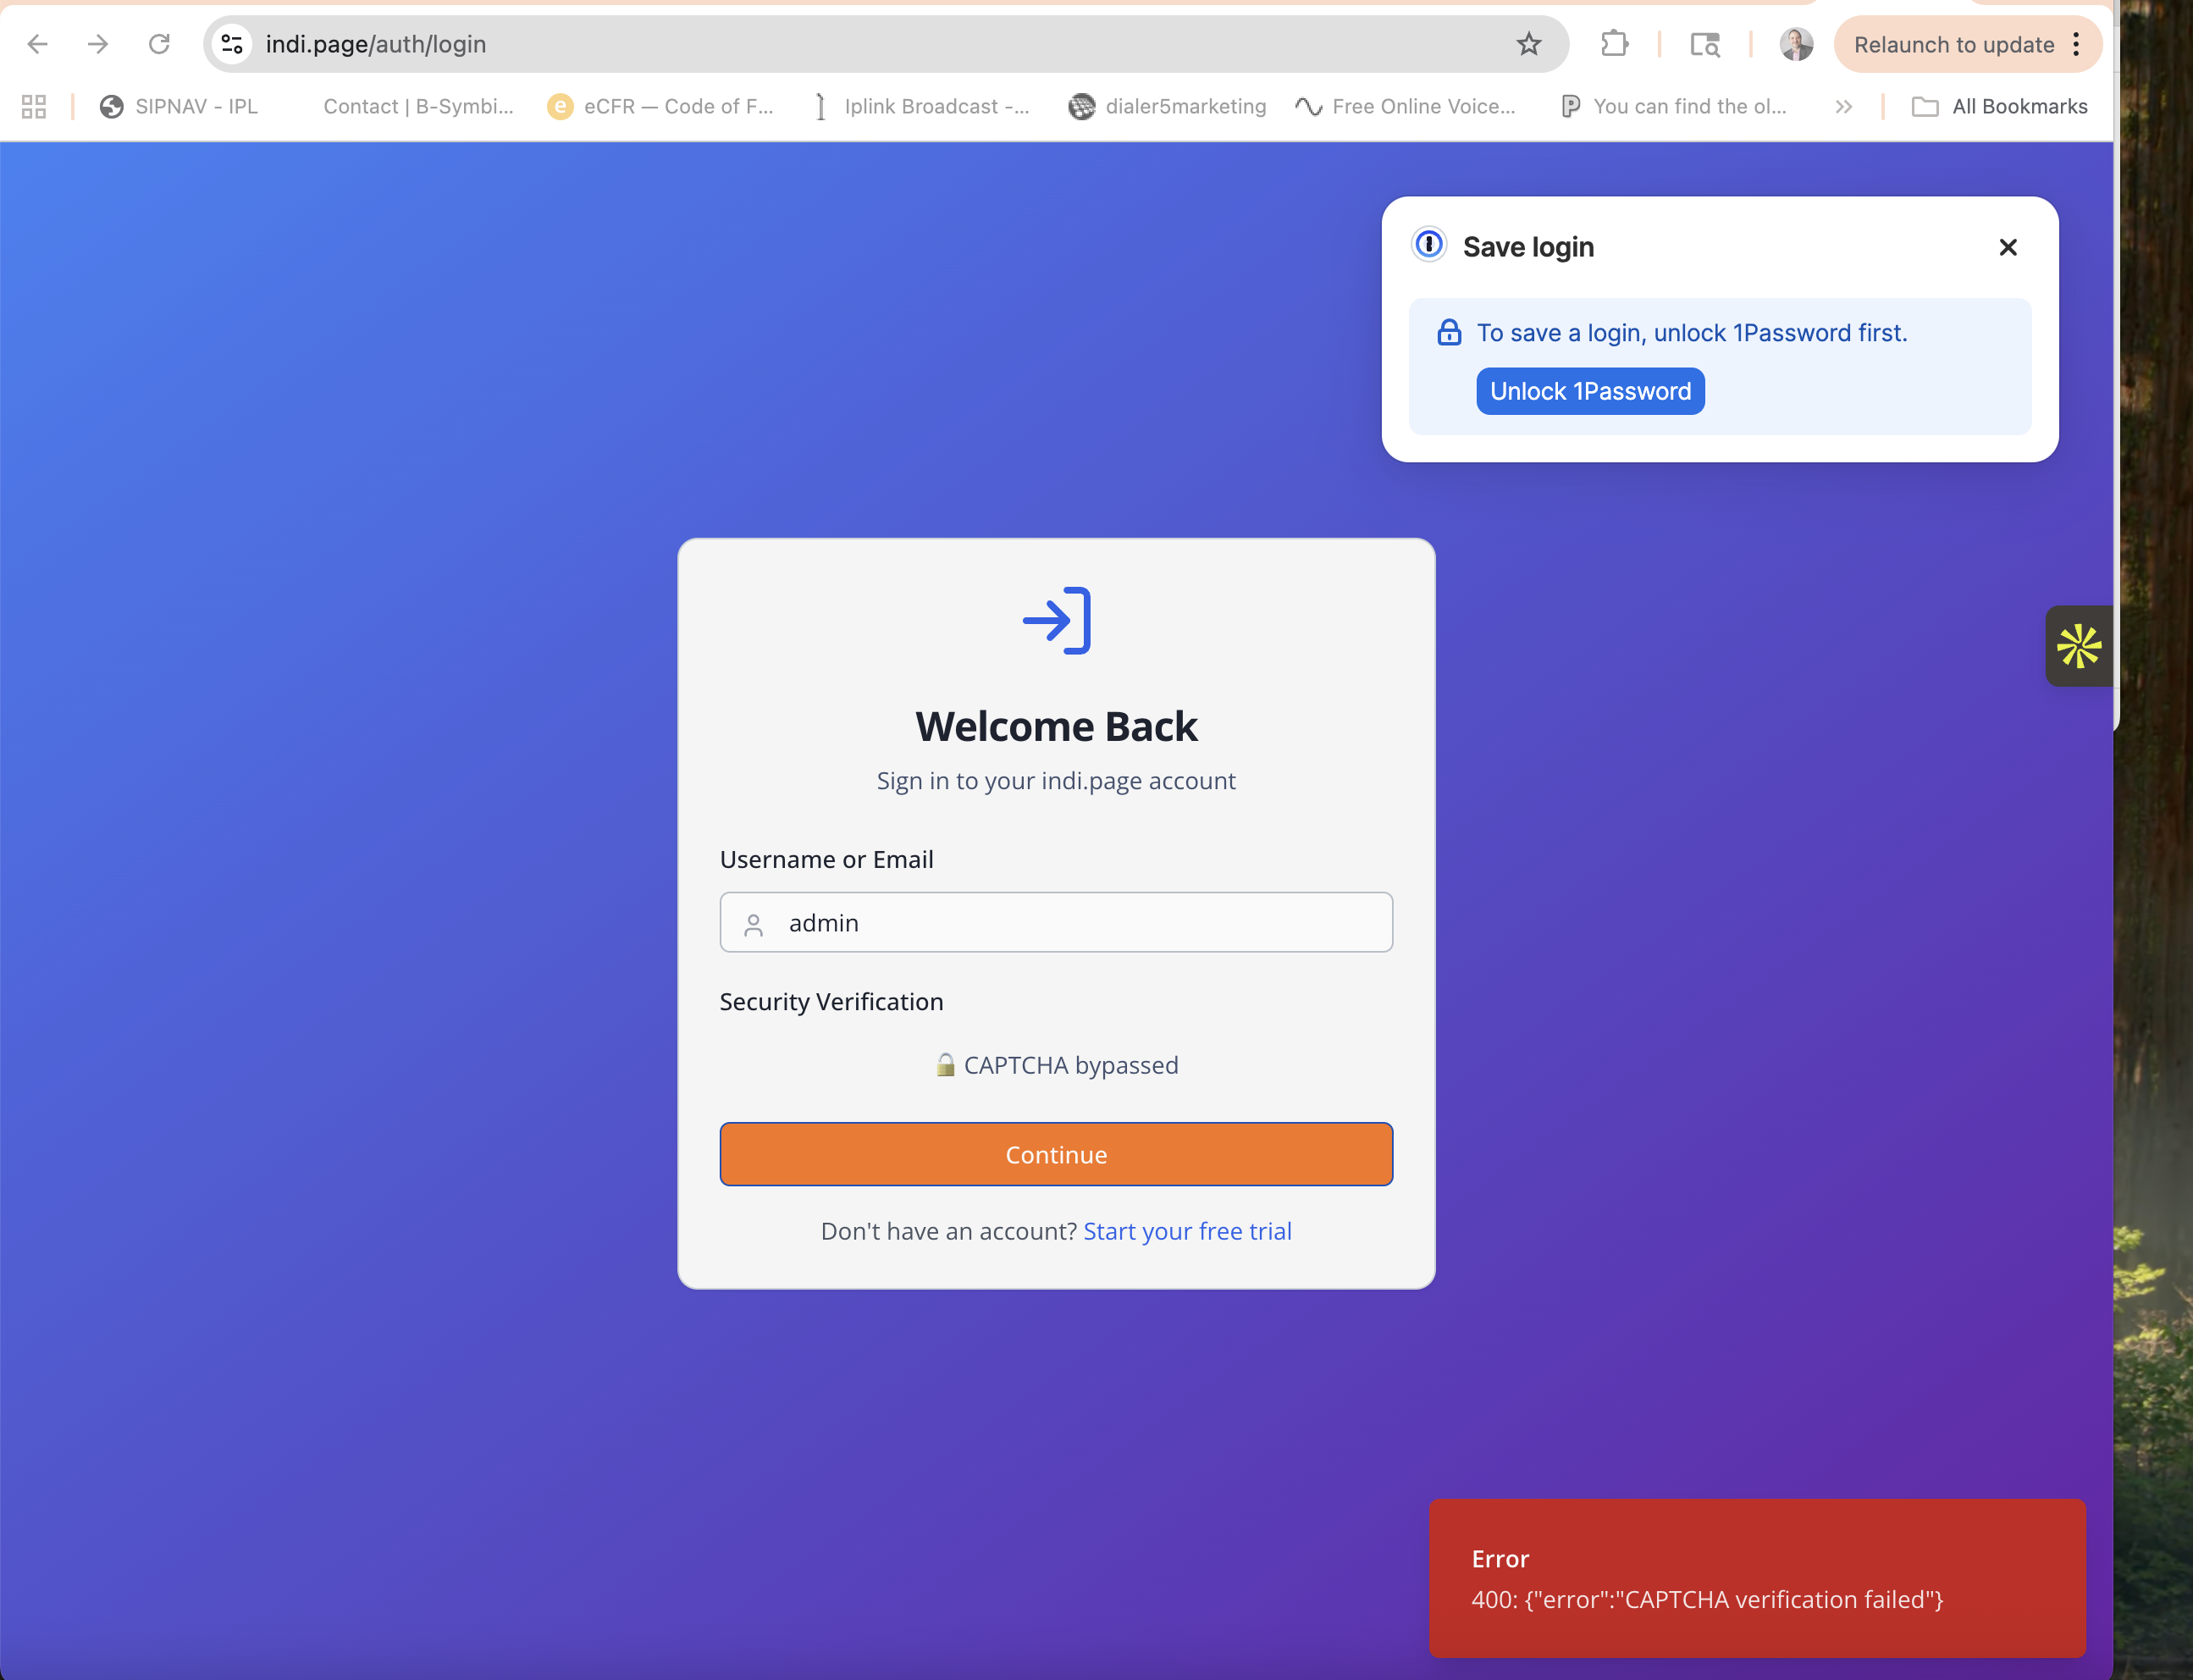 indi.page/auth/login
Relaunch to update
SIPNAV - IPL
Contact | B-Symbi...
eCFR — Code of F...
Iplink Broadcast -...
dialer5marketing
Free Online Voice...
You can find the ol...
All Bookmarks
Save login
To save a login, unlock 1Password first.
Unlock 1Password
Welcome Back
Sign in to your indi.page account
Username or Email
admin
Security Verification
🔒 CAPTCHA bypassed
Continue
Don't have an account? Start your free trial
Error
400: {"error":"CAPTCHA verification failed"}